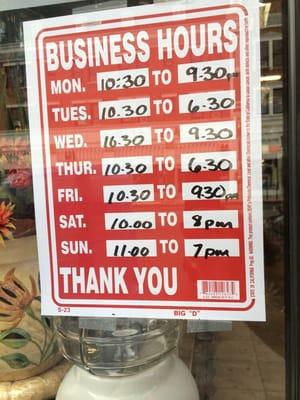 BUSINESS HOURS
MON. 10:30 TO 9.30pm
TUES. 10.30 TO 6-30
WED. 10.30 TO 9.30
THUR. 10.30 TO 6.30
FRI. 10.30 TO 9.30pm
SAT. 10.00 TO 8pm
SUN. 11.00 TO 7pm
THANK YOU
S-23 BIG "D"